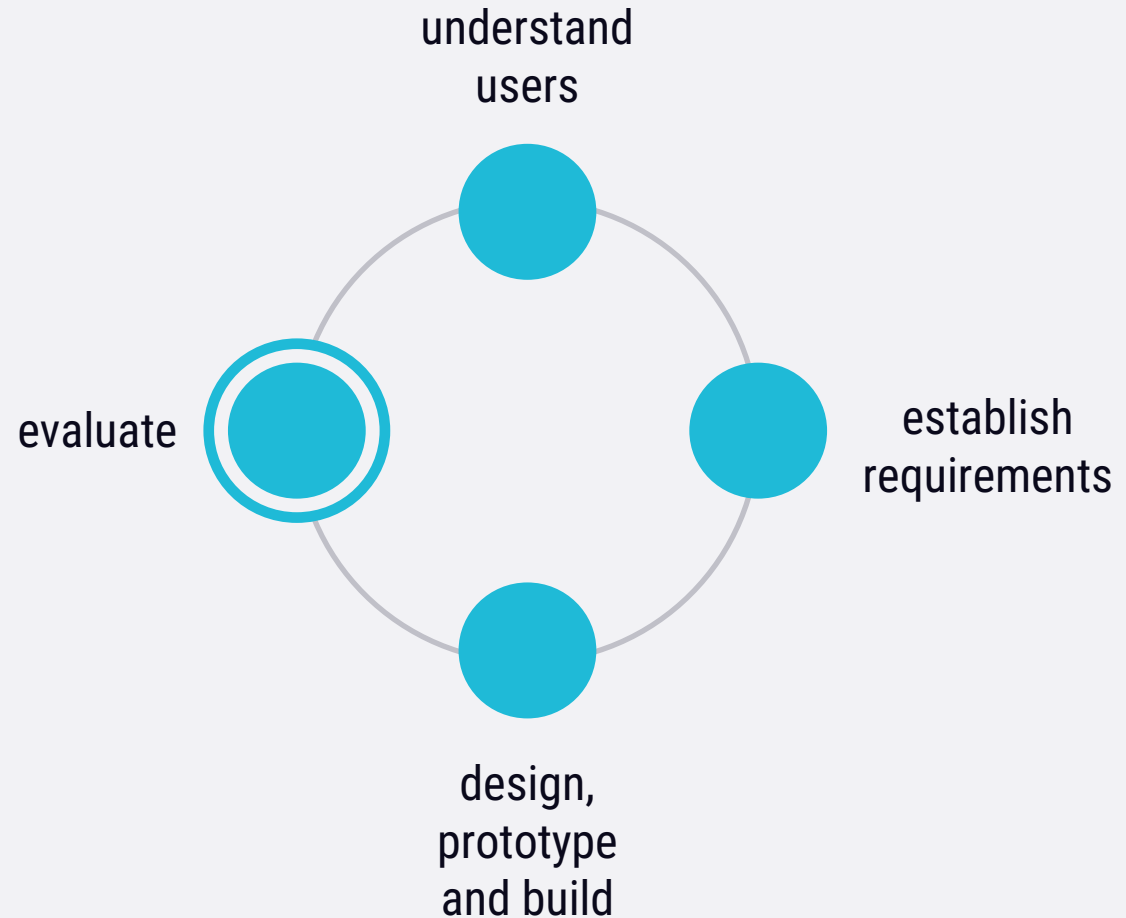 understand
users
evaluate
establish
requirements
design,
prototype
and build